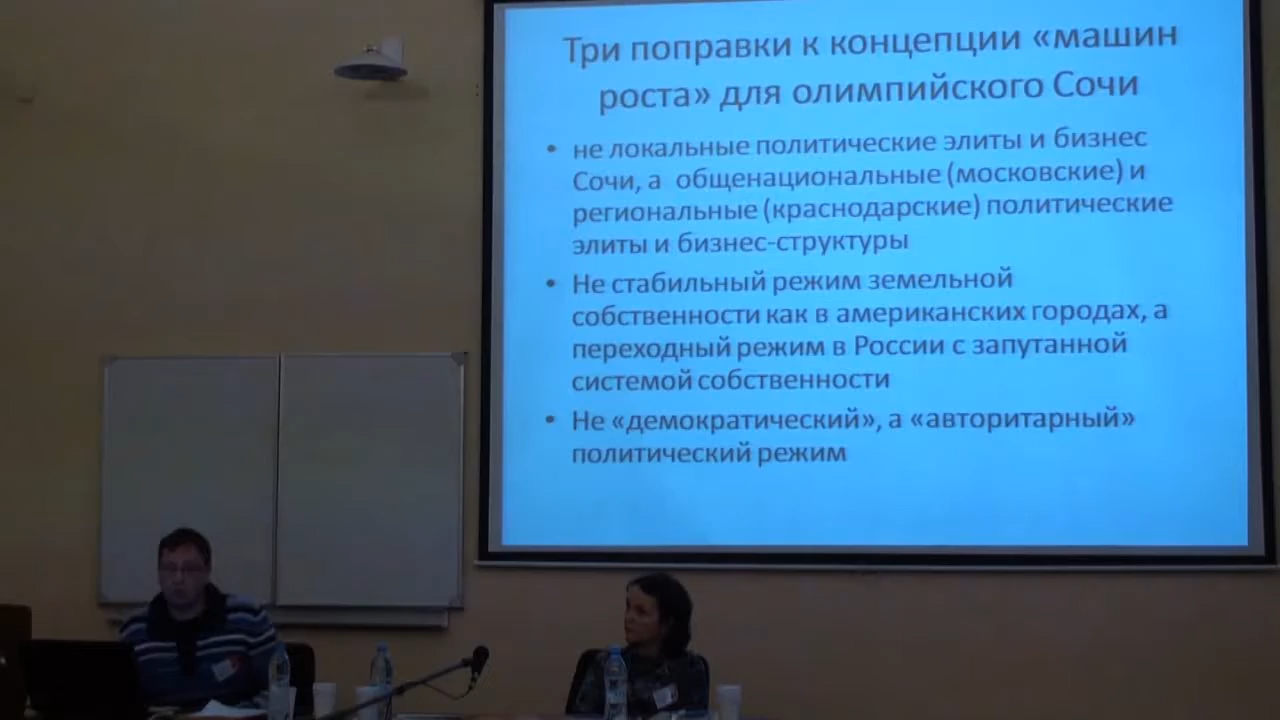 Три поправки к концепции «машин
роста» для олимпийского Сочи
• не локальные политические элиты и бизнес
Сочи, а общенациональные (московские) и
региональные (краснодарские) политические
элиты и бизнес-структуры
• Не стабильный режим земельной
собственности как в американских городах, а
переходный режим в России с запутанной
системой собственности
• Не «демократический», а «авторитарный»
политический режим